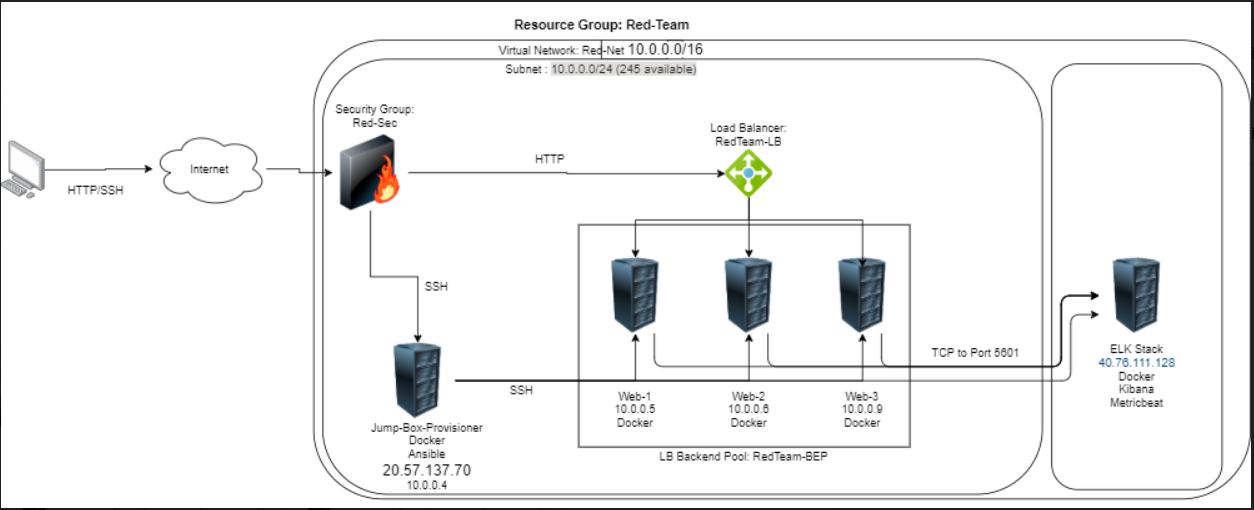 Resource Group: Red-Team
Virtual Network: Red-Net 10.0.0.0/16
Subnet : 10.0.0.0/24 (245 available)
Security Group:
Red-Sec
Load Balancer:
RedTeam-LB
Internet
HTTP
HTTP/SSH
SSH
TCP to Port 5601
ELK Stack
40.76.111.128
Docker
Kibana
Metricbeat
SSH
Web-1
10.0.0.5
Docker
Web-2
10.0.0.6
Docker
Web-3
10.0.0.9
Docker
Jump-Box-Provisioner
Docker
Ansible
20.57.137.70
10.0.0.4
LB Backend Pool: RedTeam-BEP